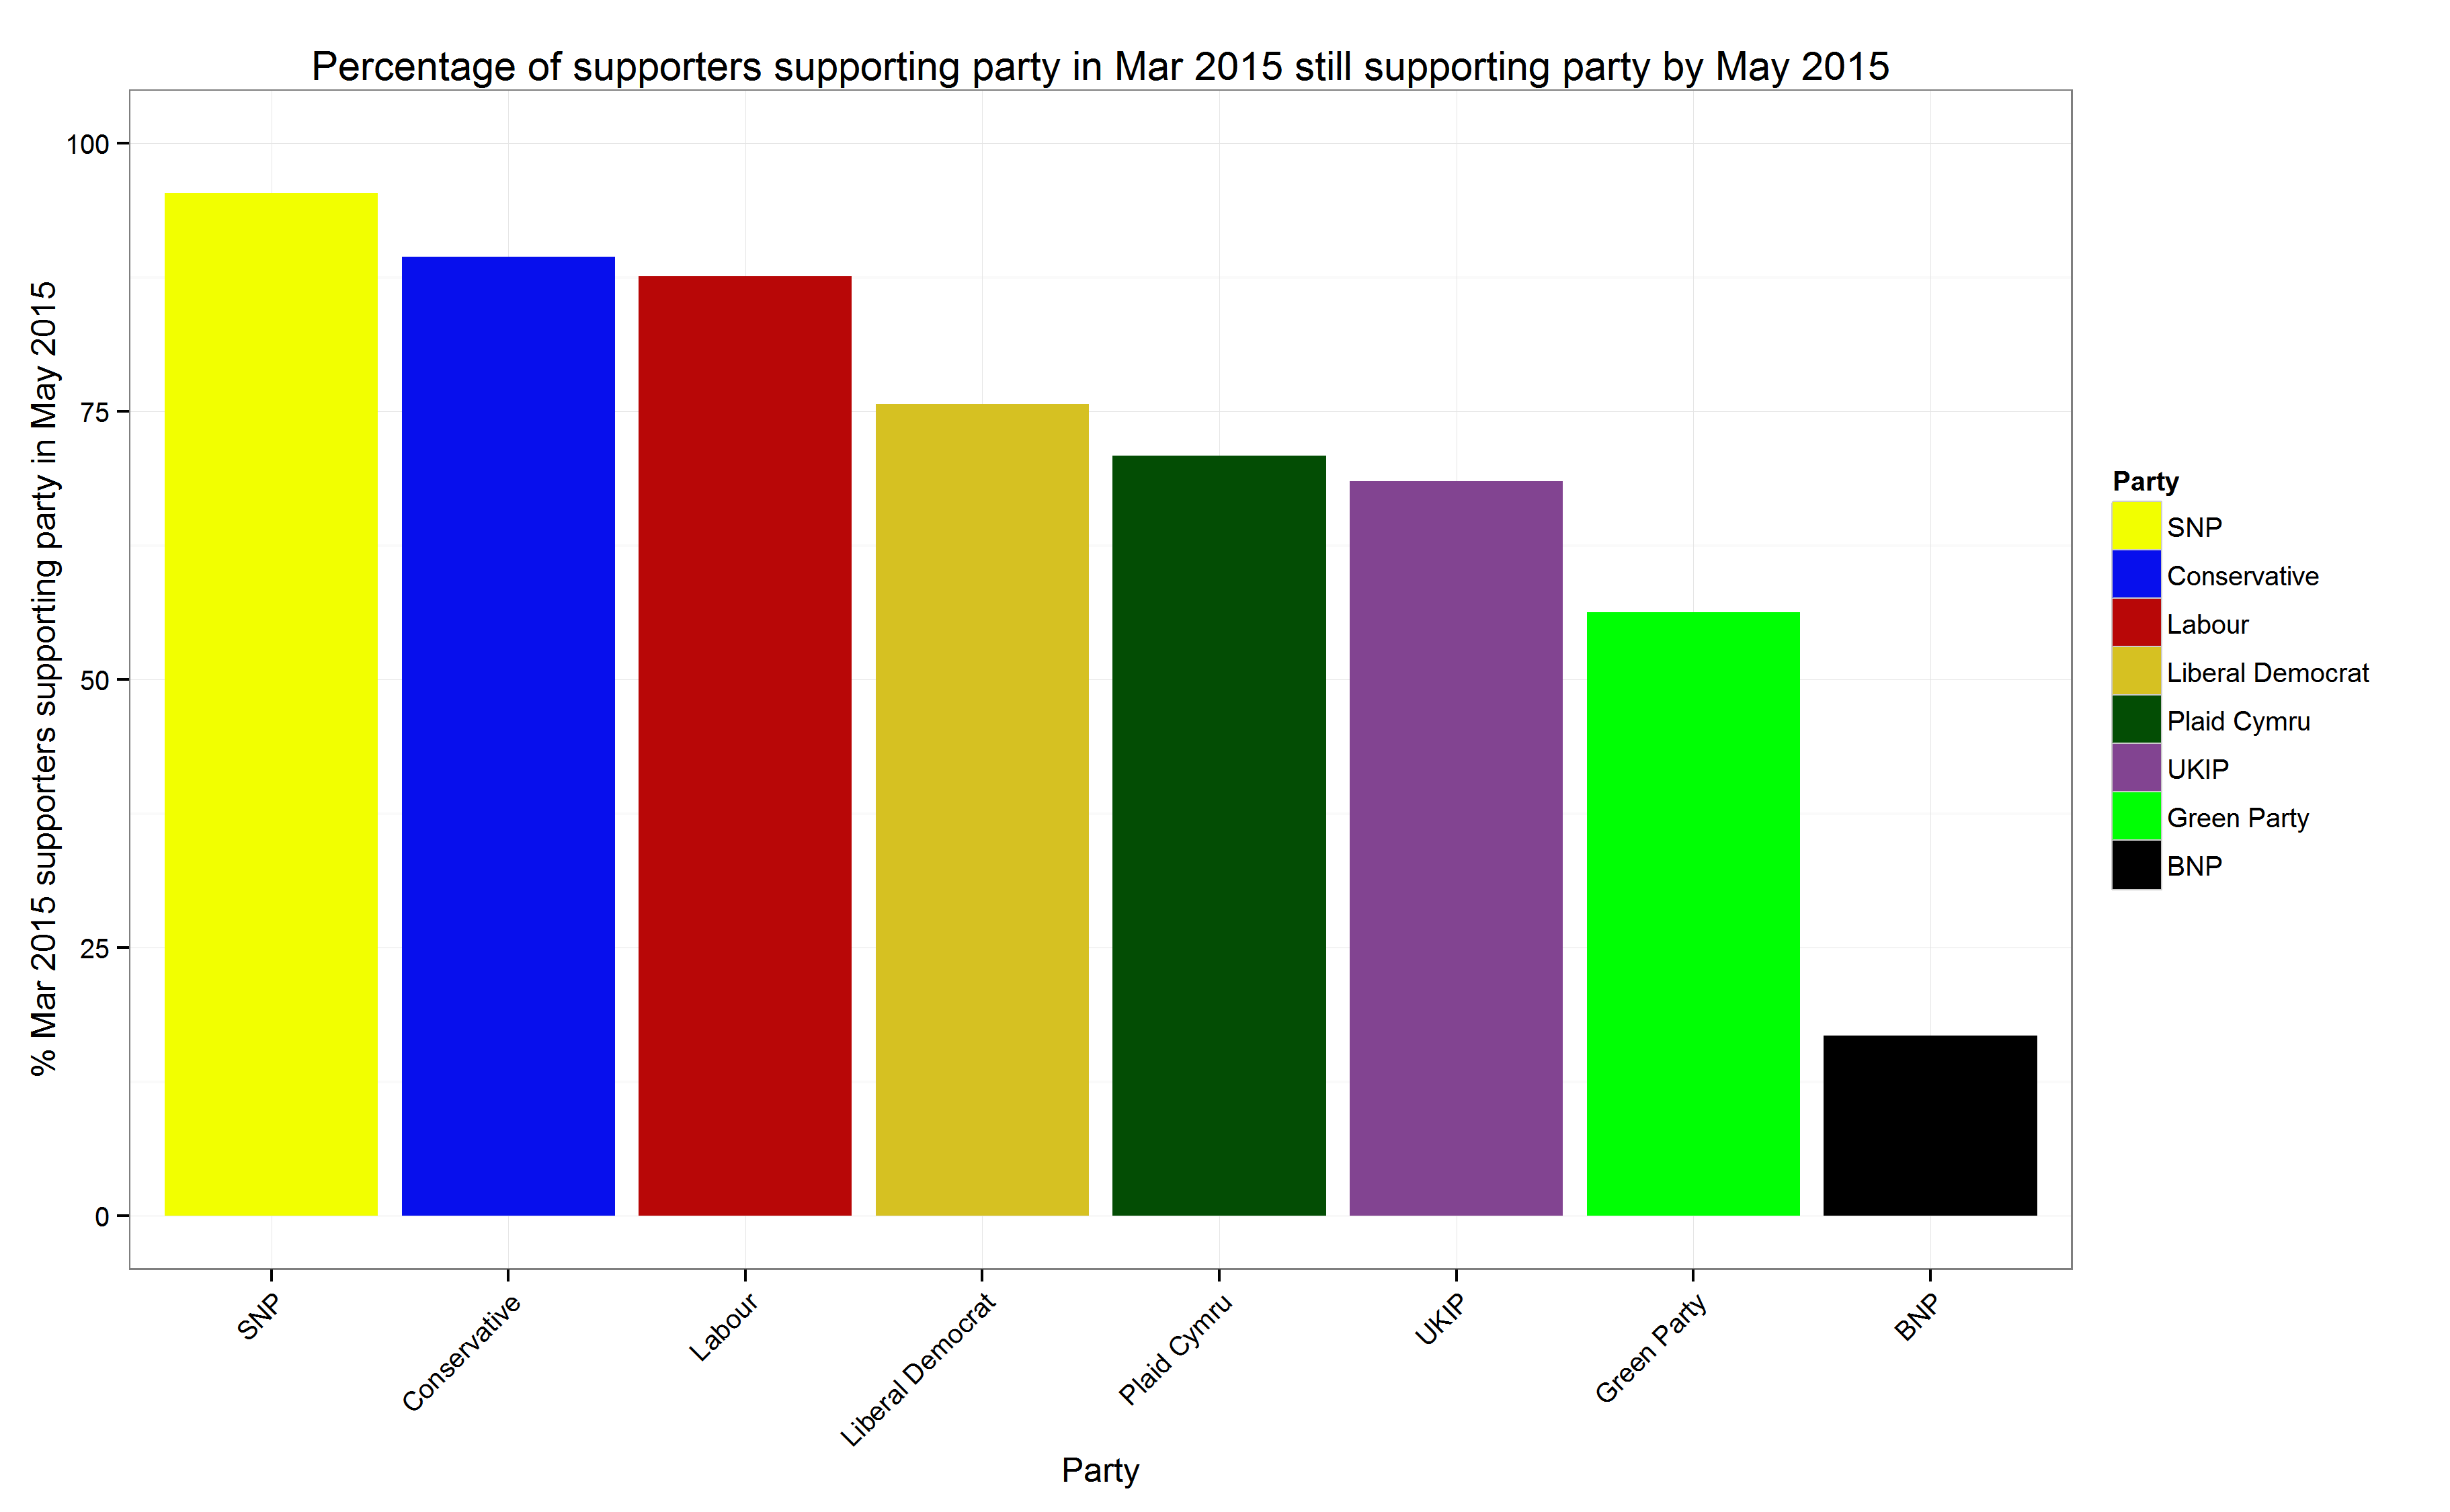 Percentage of supporters supporting party in Mar 2015 still supporting party by May 2015
% Mar 2015 supporters supporting party in May 2015
100
75
50
25
0
SNP
Conservative
Labour
Liberal Democrat
Plaid Cymru
UKIP
Green Party
BNP
Party
Party
SNP
Conservative
Labour
Liberal Democrat
Plaid Cymru
UKIP
Green Party
BNP